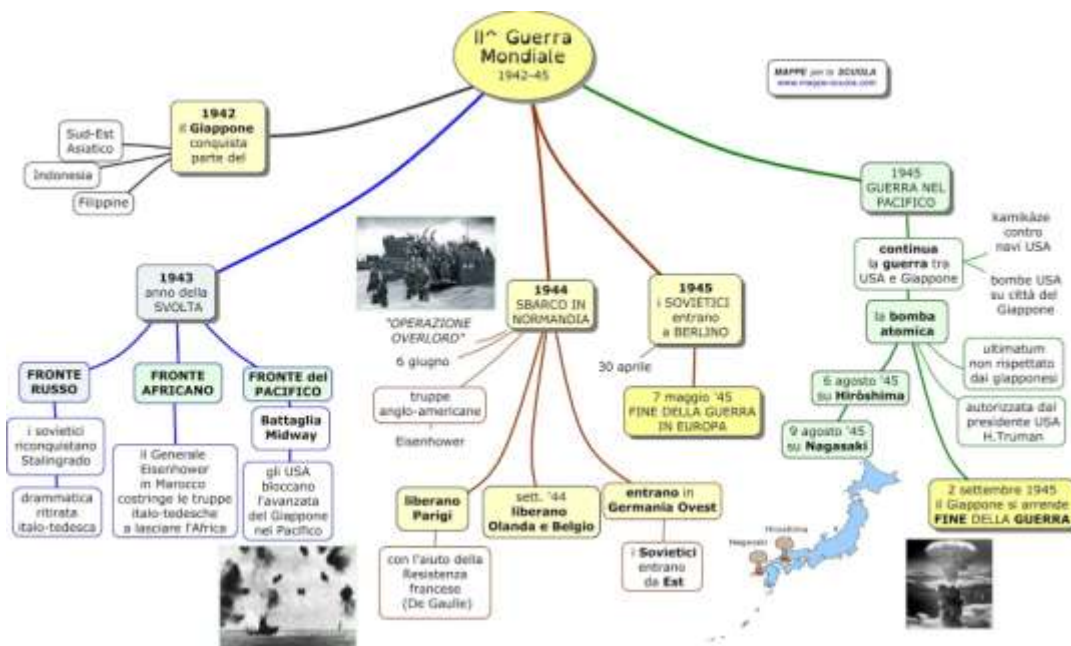 II^ Guerra
Mondiale
1942-45
MAPPE per la SCUOLA
www.mappe-scuola.com
1942
il Giappone
conquista
parte del
Sud-Est
Asiatico
Indonesia
Filippine
1943
anno della
SVOLTA
FRONTE
RUSSO
i sovietici
riconquistano
Stalingrado
drammatica
ritirata
italo-tedesca
FRONTE
AFRICANO
il Generale
Eisenhower
in Marocco
costringe le truppe
italo-tedesche
a lasciare l'Africa
FRONTE del
PACIFICO
Battaglia
Midway
gli USA
bloccano
l'avanzata
del Giappone
nel Pacifico
1944
SBARCO IN
NORMANDIA
"OPERAZIONE
OVERLORD"
6 giugno
truppe
anglo-americane
Eisenhower
liberano
Parigi
con l'aiuto della
Resistenza
francese
(De Gaulle)
sett. '44
liberano
Olanda e Belgio
entrano in
Germania Ovest
i Sovietici
entrano
da Est
1945
i SOVIETICI
entrano
a BERLINO
30 aprile
7 maggio '45
FINE DELLA GUERRA
IN EUROPA
1945
GUERRA NEL
PACIFICO
continua
la guerra tra
USA e Giappone
kamikàze
contro
navi USA
bombe USA
su città del
Giappone
la bomba
atomica
ultimatum
non rispettato
dai giapponesi
autorizzata dal
presidente USA
H.Truman
6 agosto '45
su Hiròshima
9 agosto '45
su Nagasaki
2 settembre 1945
il Giappone si arrende
FINE DELLA GUERRA
Hiroshima
Nagasaki